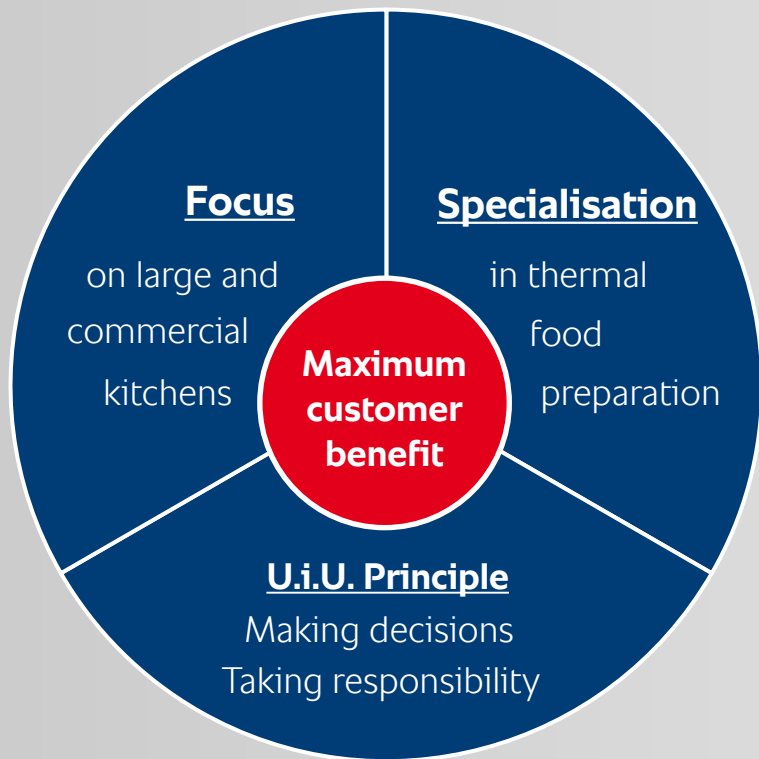 Focus
on large and
commercial
kitchens
Specialisation
in thermal
food
preparation
Maximum
customer
benefit
U.i.U. Principle
Making decisions
Taking responsibility